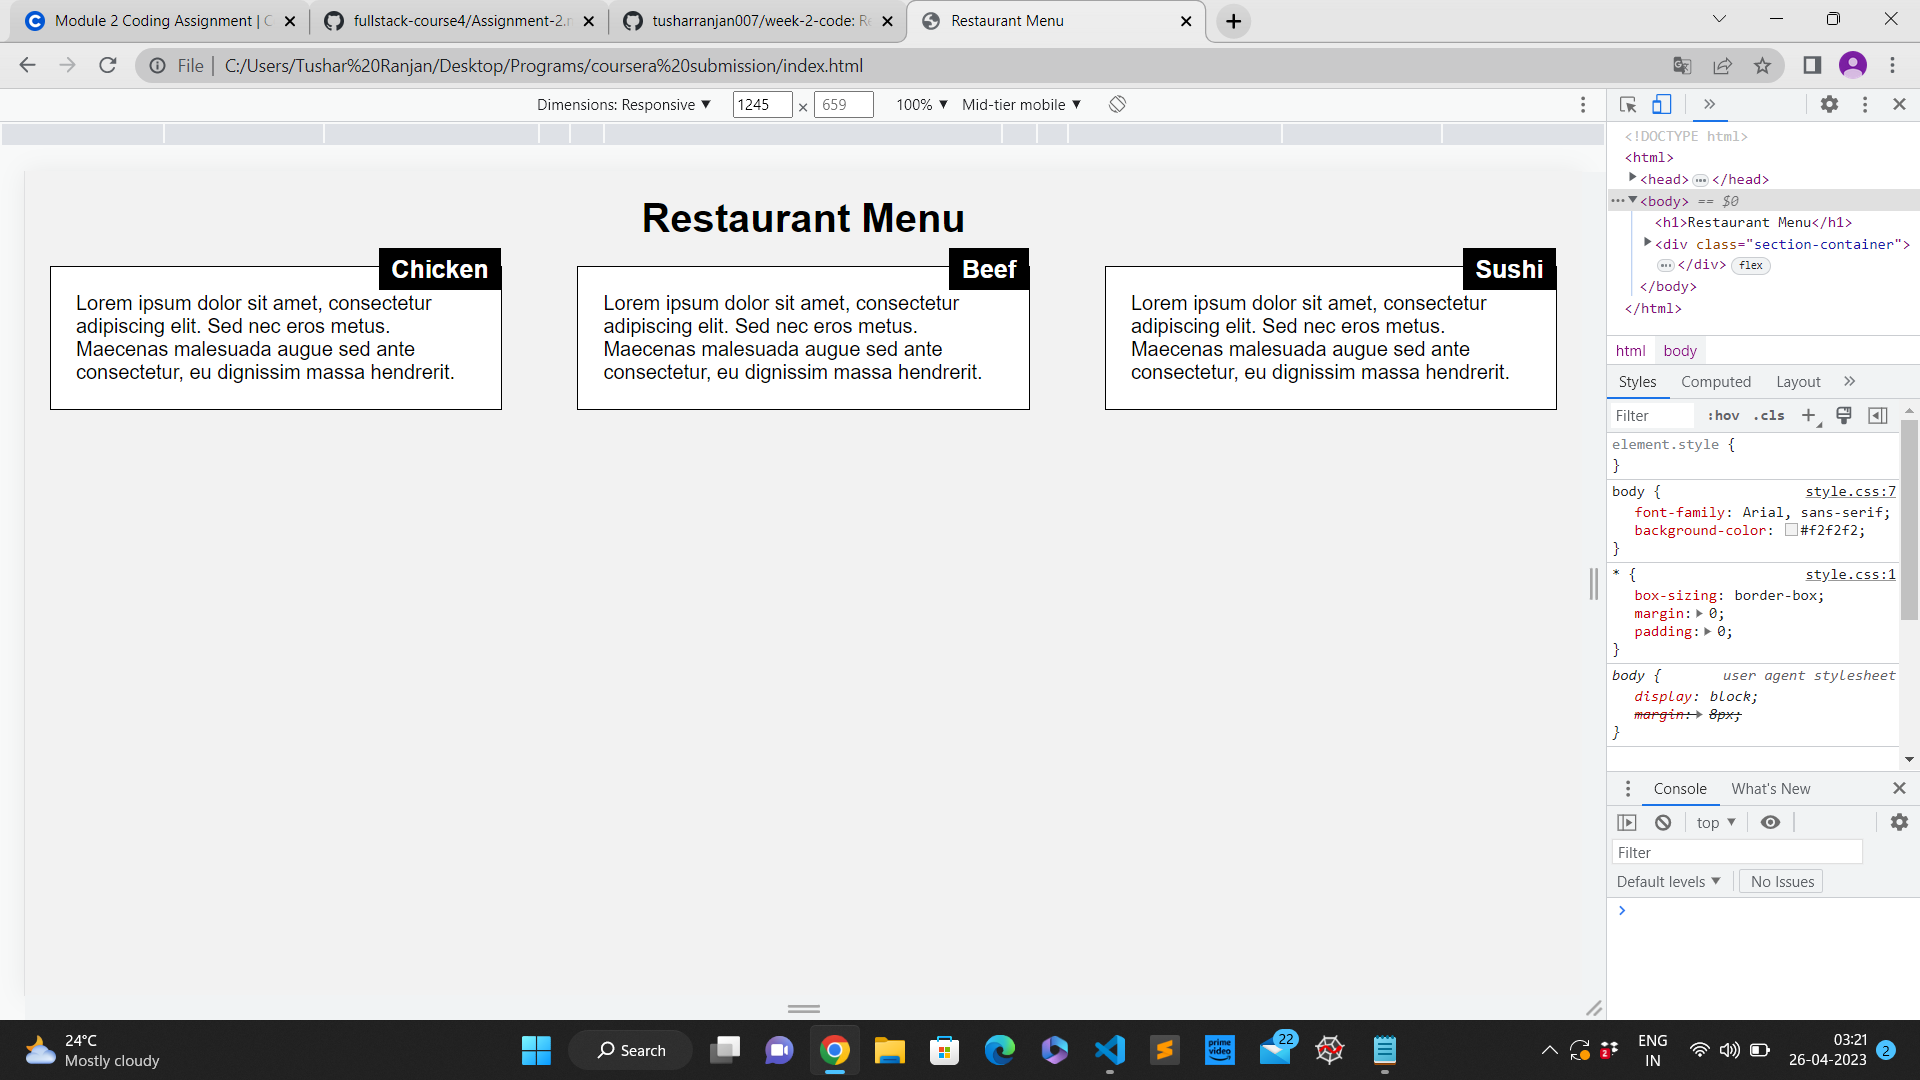 Module 2 Coding Assignment | C
fullstack-course4/Assignment-2.m
tusharranjan007/week-2-code: Re
Restaurant Menu
File | C:/Users/Tushar%20Ranjan/Desktop/Programs/coursera%20submission/index.html
Dimensions: Responsive ▼ 1245 × 659 100% ▼ Mid-tier mobile ▼
Restaurant Menu
Chicken
Lorem ipsum dolor sit amet, consectetur
adipiscing elit. Sed nec eros metus.
Maecenas malesuada augue sed ante
consectetur, eu dignissim massa hendrerit.
Beef
Lorem ipsum dolor sit amet, consectetur
adipiscing elit. Sed nec eros metus.
Maecenas malesuada augue sed ante
consectetur, eu dignissim massa hendrerit.
Sushi
Lorem ipsum dolor sit amet, consectetur
adipiscing elit. Sed nec eros metus.
Maecenas malesuada augue sed ante
consectetur, eu dignissim massa hendrerit.
<!DOCTYPE html>
<html>
<head> … </head>
<body> == $0
<h1>Restaurant Menu</h1>
<div class="section-container">
… </div> flex
</body>
</html>
html body
Styles Computed Layout »
Filter :hov .cls +
element.style {
}
body { style.css:7
font-family: Arial, sans-serif;
background-color: #f2f2f2;
}
* { style.css:1
box-sizing: border-box;
margin: 0;
padding: 0;
}
body { user agent stylesheet
display: block;
margin: 8px;
}
Console What's New
top ▼
Filter
Default levels ▼ No Issues
24°C
Mostly cloudy
Search
prime
video
22
2
ENG
IN
03:21
26-04-2023
2